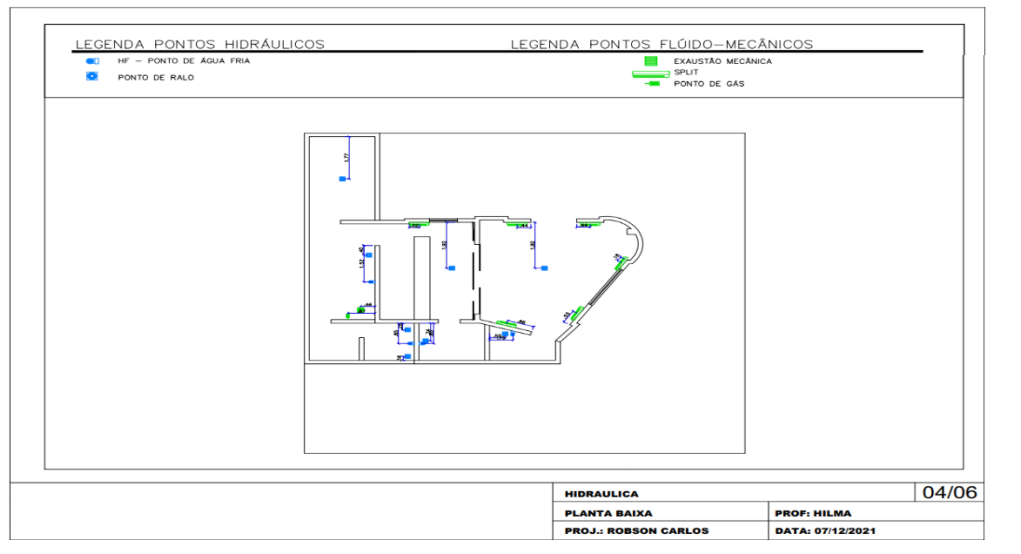 LEGENDA PONTOS HIDRÁULICOS
HF – PONTO DE ÁGUA FRIA
PONTO DE RALO
LEGENDA PONTOS FLÚIDO–MECÂNICOS
EXAUSTÃO MECÂNICA
SPLIT
PONTO DE GÁS
1.77
1.80
1.80
1.52
HIDRAULICA
04/06
PLANTA BAIXA
PROF: HILMA
PROJ.: ROBSON CARLOS
DATA: 07/12/2021